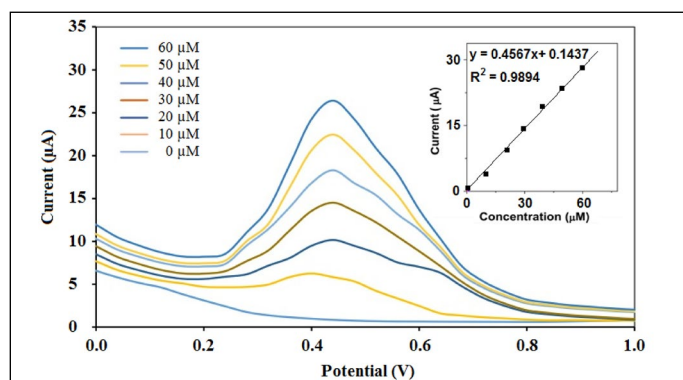 35
30
25
20
15
10
5
0
Current (µA)
0.0 0.2 0.4 0.6 0.8 1.0
Potential (V)
60 µM
50 µM
40 µM
30 µM
20 µM
10 µM
0 µM
y = 0.4567x+ 0.1437
R² = 0.9894
30
15
0
Current ( µA)
0 30 60
Concentration (µM)